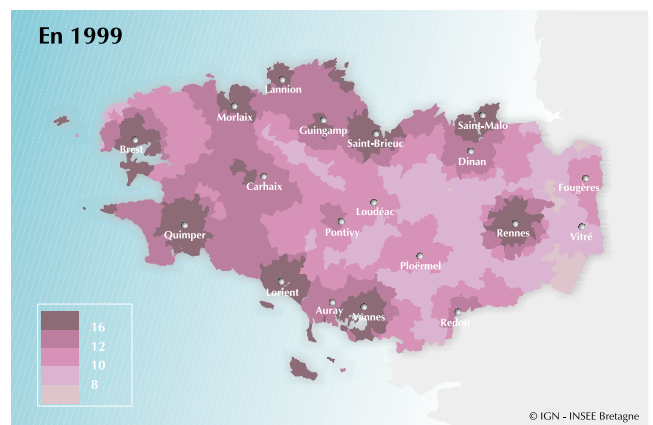 En 1999
Lannion
Morlaix
Guingamp
Saint-Malo
Saint-Brieuc
Brest
Dinan
Carhaix
Fougères
Loudéac
Pontivy
Quimper
Rennes
Vitré
Ploërmel
Lorient
Auray
Vannes
Redon
16
12
10
8
© IGN - INSEE Bretagne